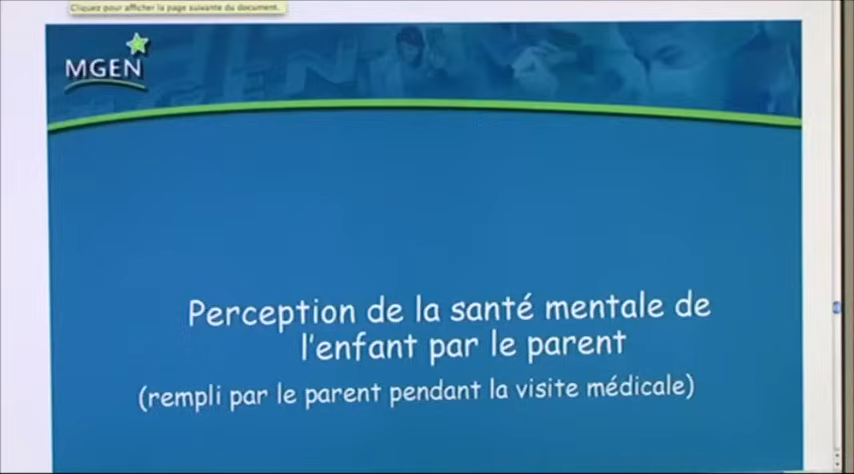 Cliquez pour afficher la page suivante du document.
MGEN
Perception de la santé mentale de
l'enfant par le parent
(rempli par le parent pendant la visite médicale)